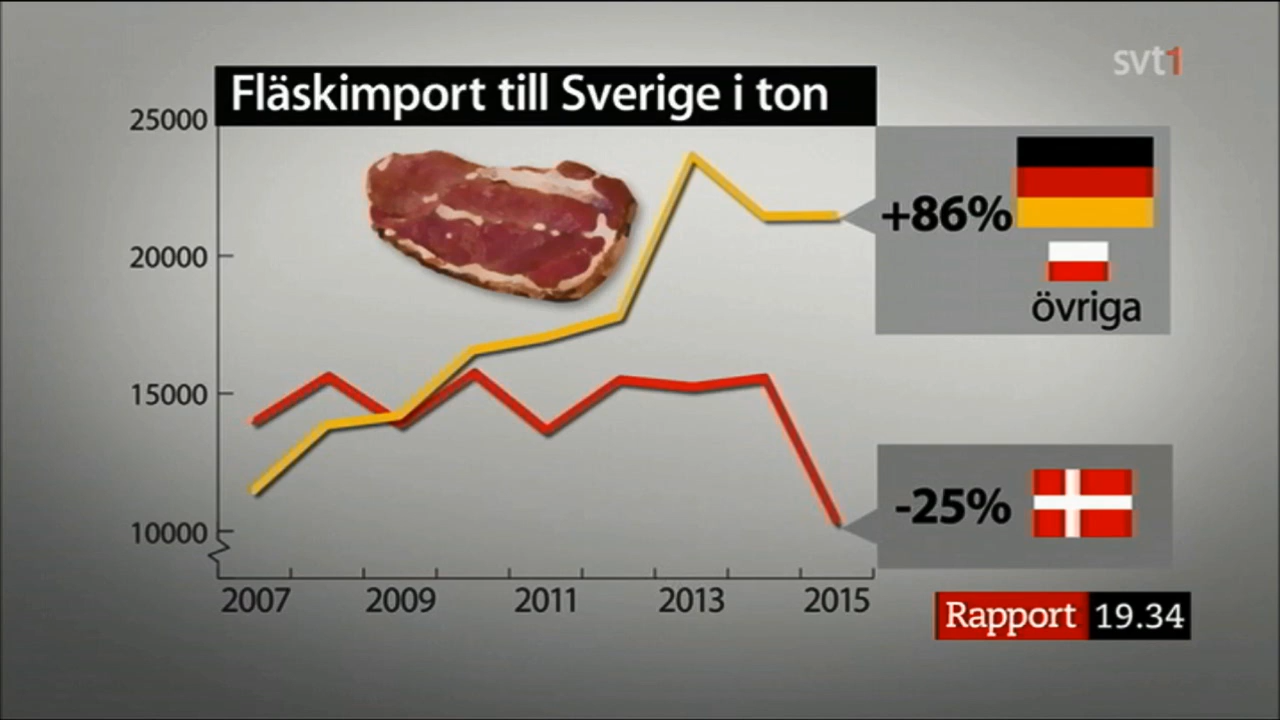 svt1
Fläskimport till Sverige i ton
25000
20000
15000
10000
+86%
övriga
-25%
2007 2009 2011 2013 2015
Rapport 19.34